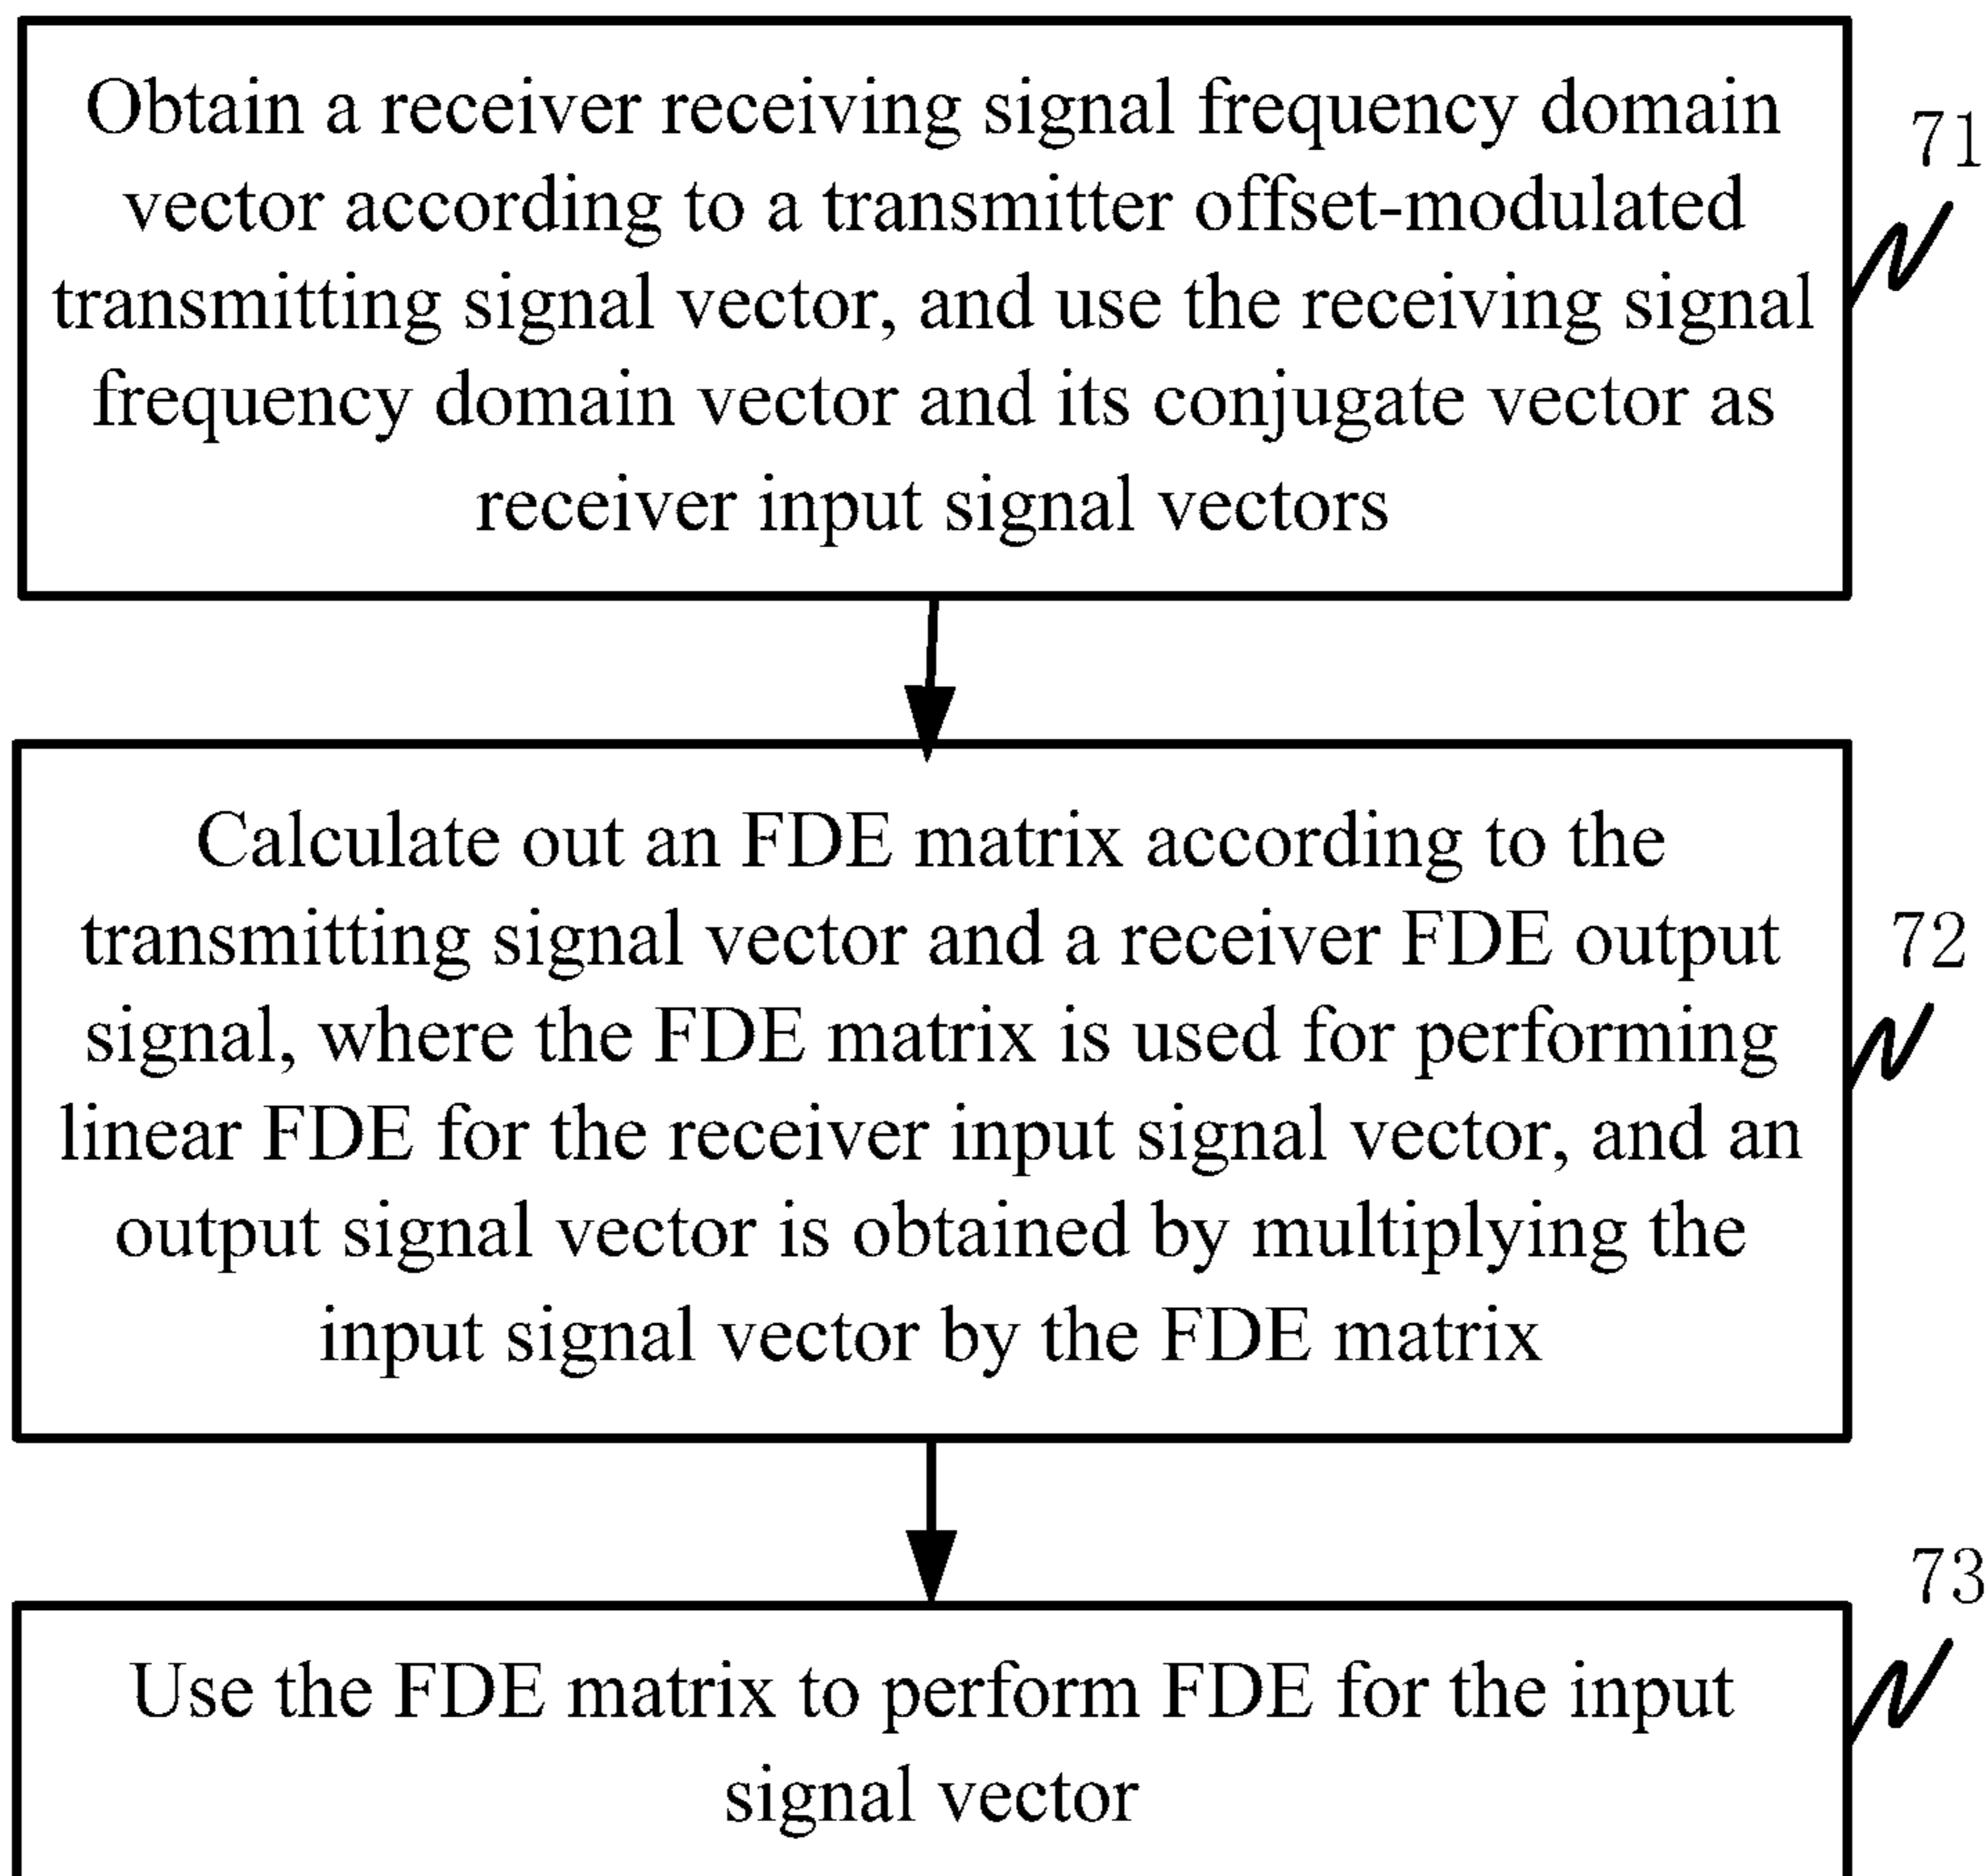 Obtain a receiver receiving signal frequency domain
vector according to a transmitter offset-modulated
transmitting signal vector, and use the receiving signal
frequency domain vector and its conjugate vector as
receiver input signal vectors
71
Calculate out an FDE matrix according to the
transmitting signal vector and a receiver FDE output
signal, where the FDE matrix is used for performing
linear FDE for the receiver input signal vector, and an
output signal vector is obtained by multiplying the
input signal vector by the FDE matrix
72
Use the FDE matrix to perform FDE for the input
signal vector
73